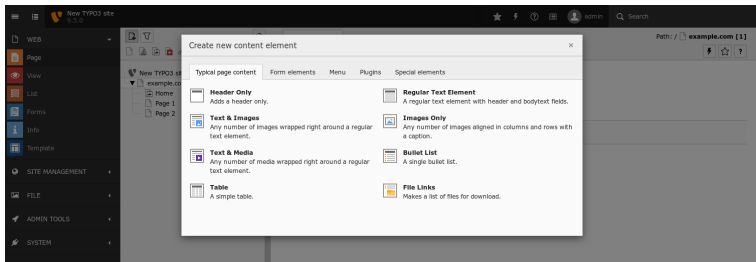 New TYPO3 site
9.3.0
admin
Search
WEB
Page
View
List
Forms
Info
Template
SITE MANAGEMENT
FILE
ADMIN TOOLS
SYSTEM
New TYPO3 si
example.co
Home
Page 1
Page 2
Path: / example.com [1]
Create new content element
×
Typical page content Form elements Menu Plugins Special elements
Header Only
Adds a header only.
Regular Text Element
A regular text element with header and bodytext fields.
Text & Images
Any number of images wrapped right around a regular
text element.
Images Only
Any number of images aligned in columns and rows with
a caption.
Text & Media
Any number of media wrapped right around a regular
text element.
Bullet List
A single bullet list.
Table
A simple table.
File Links
Makes a list of files for download.